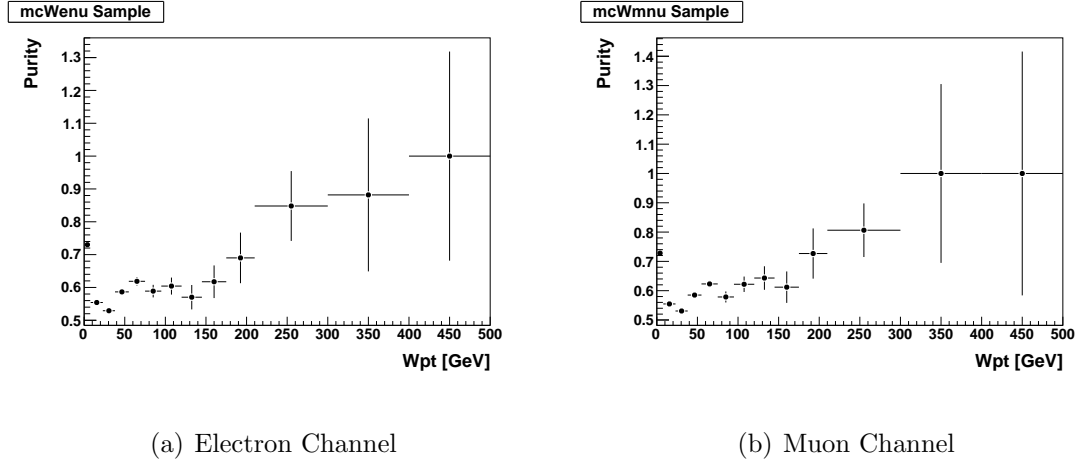 mcWenu Sample
Purity
1.3
1.2
1.1
1
0.9
0.8
0.7
0.6
0.5
0 50 100 150 200 250 300 350 400 450 500
Wpt [GeV]
(a) Electron Channel
mcWmnu Sample
Purity
1.4
1.3
1.2
1.1
1
0.9
0.8
0.7
0.6
0.5
0 50 100 150 200 250 300 350 400 450 500
Wpt [GeV]
(b) Muon Channel